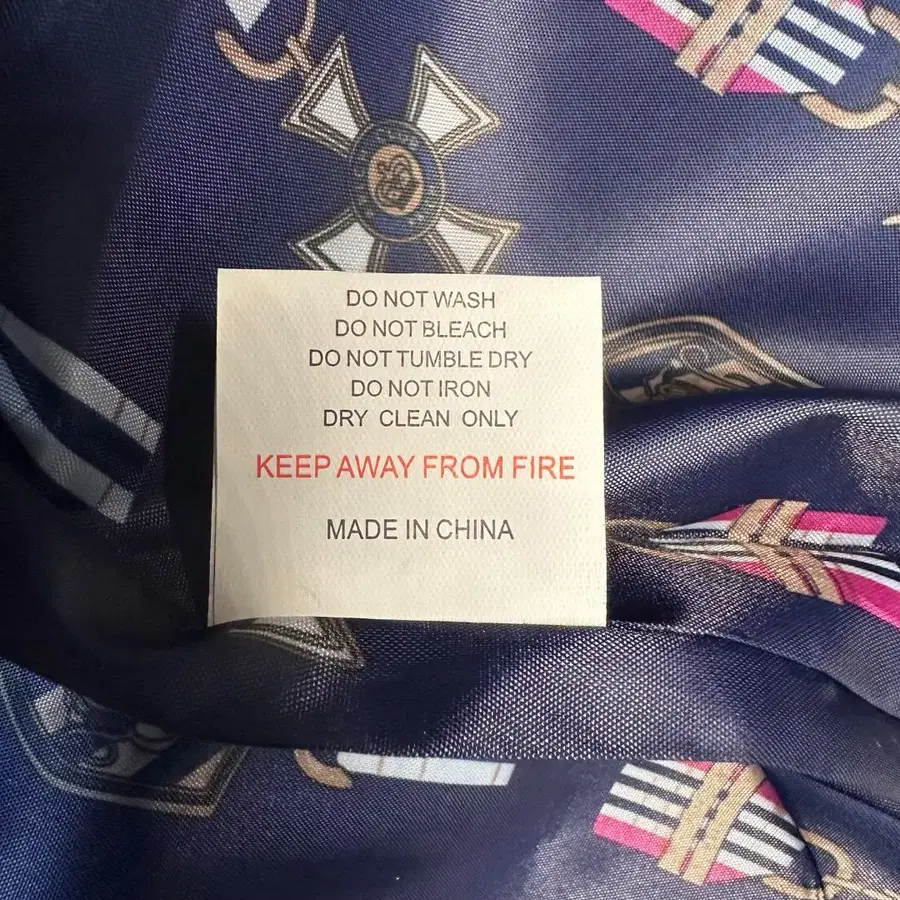 DO NOT WASH
DO NOT BLEACH
DO NOT TUMBLE DRY
DO NOT IRON
DRY CLEAN ONLY
KEEP AWAY FROM FIRE
MADE IN CHINA